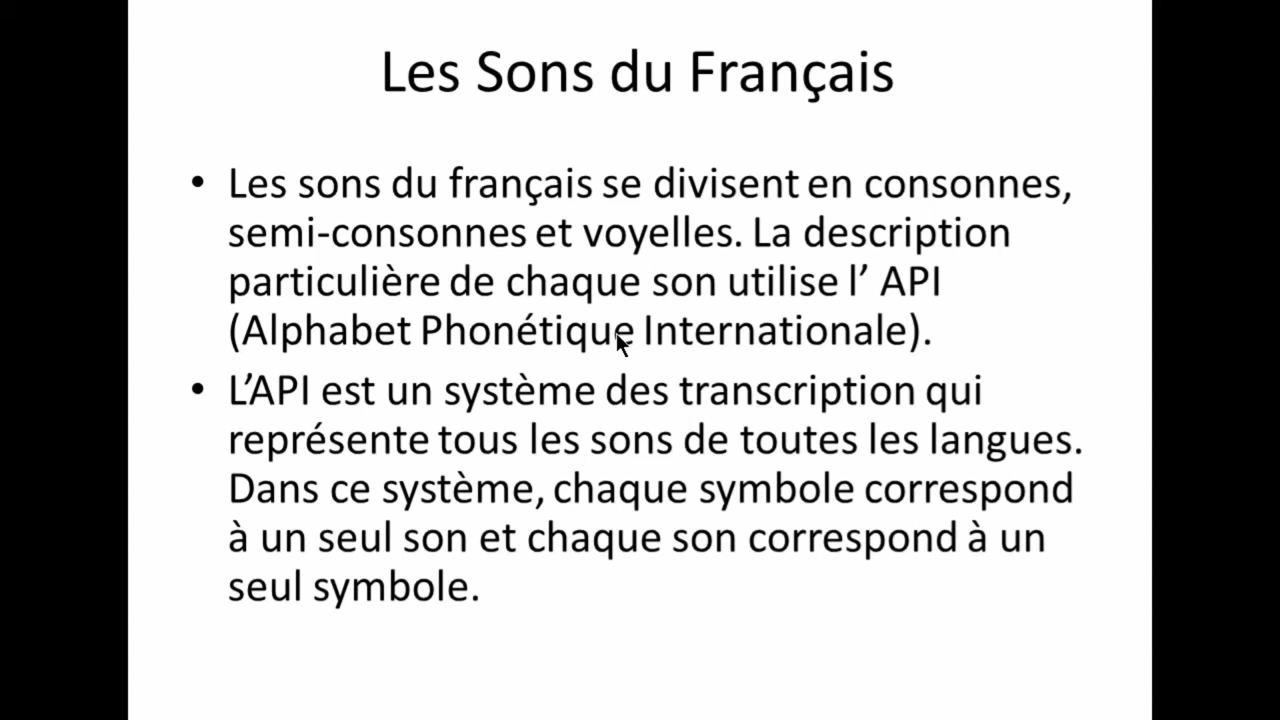 Les Sons du Français
• Les sons du français se divisent en consonnes,
semi-consonnes et voyelles. La description
particulière de chaque son utilise l’ API
(Alphabet Phonétique Internationale).
• L’API est un système des transcription qui
représente tous les sons de toutes les langues.
Dans ce système, chaque symbole correspond
à un seul son et chaque son correspond à un
seul symbole.